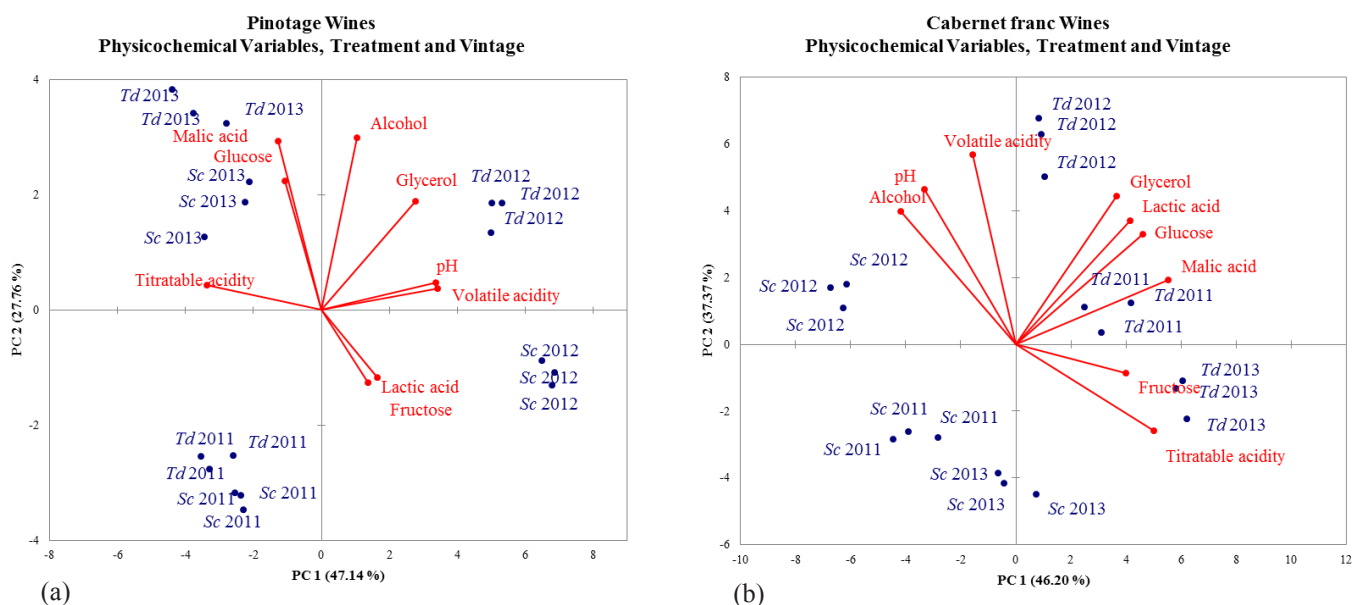 Pinotage Wines
Physicochemical Variables, Treatment and Vintage
4
2
0
-2
-4
PC 2 (27.76 %)
Td 2013
Td 2013
Td 2013
Malic acid
Glucose
Alcohol
Sc 2013
Sc 2013
Sc 2013
Glycerol
Td 2012
Td 2012
Td 2012
Titratable acidity
pH
Volatile acidity
Sc 2012
Sc 2012
Sc 2012
Lactic acid
Fructose
Td 2011
Td 2011
Td 2011
Sc 2011
Sc 2011
Sc 2011
-8
-6
-4
-2
0
2
4
6
8
PC 1 (47.14 %)
(a)
Cabernet franc Wines
Physicochemical Variables, Treatment and Vintage
8
6
4
2
0
-2
-4
-6
PC 2 (37.37 %)
Td 2012
Td 2012
Td 2012
Volatile acidity
pH
Alcohol
Glycerol
Lactic acid
Glucose
Malic acid
Sc 2012
Sc 2012
Sc 2012
Td 2011
Td 2011
Td 2011
Td 2013
Td 2013
Td 2013
Fructose
Titratable acidity
Sc 2011
Sc 2011
Sc 2011
Sc 2013
Sc 2013
Sc 2013
-10
-8
-6
-4
-2
0
2
4
6
8
10
12
PC 1 (46.20 %)
(b)